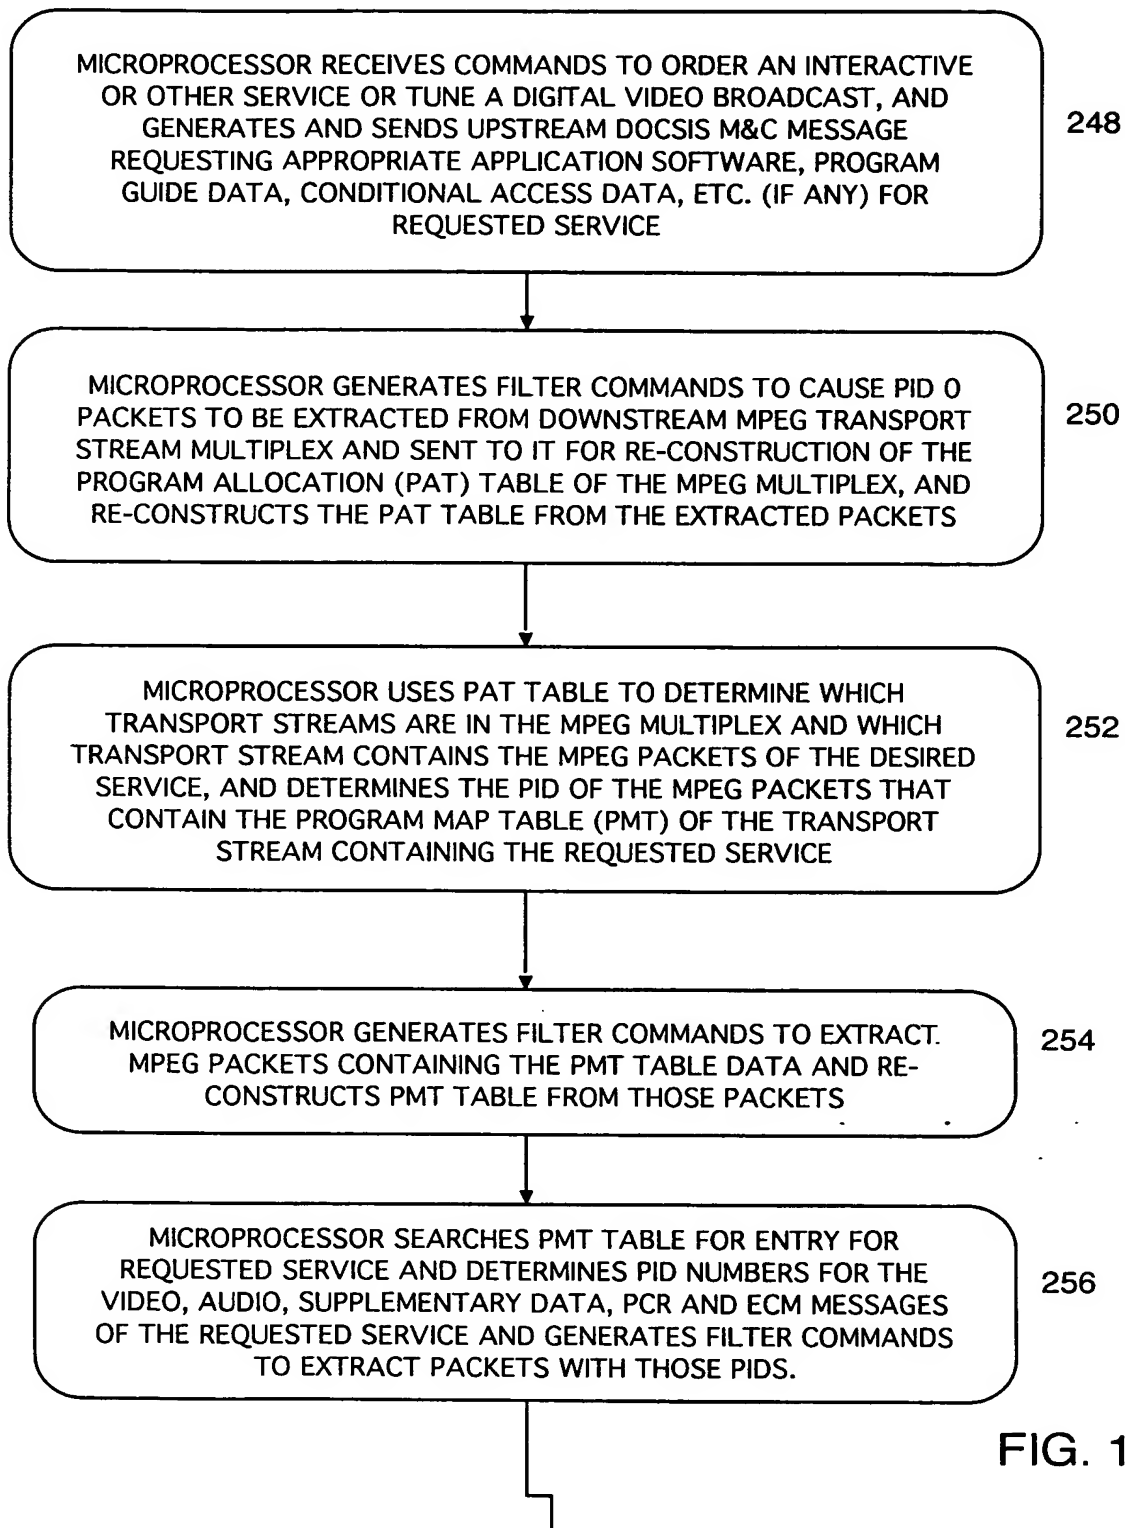 MICROPROCESSOR RECEIVES COMMANDS TO ORDER AN INTERACTIVE
OR OTHER SERVICE OR TUNE A DIGITAL VIDEO BROADCAST, AND
GENERATES AND SENDS UPSTREAM DOCSIS M&C MESSAGE
REQUESTING APPROPRIATE APPLICATION SOFTWARE, PROGRAM
GUIDE DATA, CONDITIONAL ACCESS DATA, ETC. (IF ANY) FOR
REQUESTED SERVICE
248
MICROPROCESSOR GENERATES FILTER COMMANDS TO CAUSE PID 0
PACKETS TO BE EXTRACTED FROM DOWNSTREAM MPEG TRANSPORT
STREAM MULTIPLEX AND SENT TO IT FOR RE-CONSTRUCTION OF THE
PROGRAM ALLOCATION (PAT) TABLE OF THE MPEG MULTIPLEX, AND
RE-CONSTRUCTS THE PAT TABLE FROM THE EXTRACTED PACKETS
250
MICROPROCESSOR USES PAT TABLE TO DETERMINE WHICH
TRANSPORT STREAMS ARE IN THE MPEG MULTIPLEX AND WHICH
TRANSPORT STREAM CONTAINS THE MPEG PACKETS OF THE DESIRED
SERVICE, AND DETERMINES THE PID OF THE MPEG PACKETS THAT
CONTAIN THE PROGRAM MAP TABLE (PMT) OF THE TRANSPORT
STREAM CONTAINING THE REQUESTED SERVICE
252
MICROPROCESSOR GENERATES FILTER COMMANDS TO EXTRACT
MPEG PACKETS CONTAINING THE PMT TABLE DATA AND RE-
CONSTRUCTS PMT TABLE FROM THOSE PACKETS
254
MICROPROCESSOR SEARCHES PMT TABLE FOR ENTRY FOR
REQUESTED SERVICE AND DETERMINES PID NUMBERS FOR THE
VIDEO, AUDIO, SUPPLEMENTARY DATA, PCR AND ECM MESSAGES
OF THE REQUESTED SERVICE AND GENERATES FILTER COMMANDS
TO EXTRACT PACKETS WITH THOSE PIDS.
256
FIG. 1